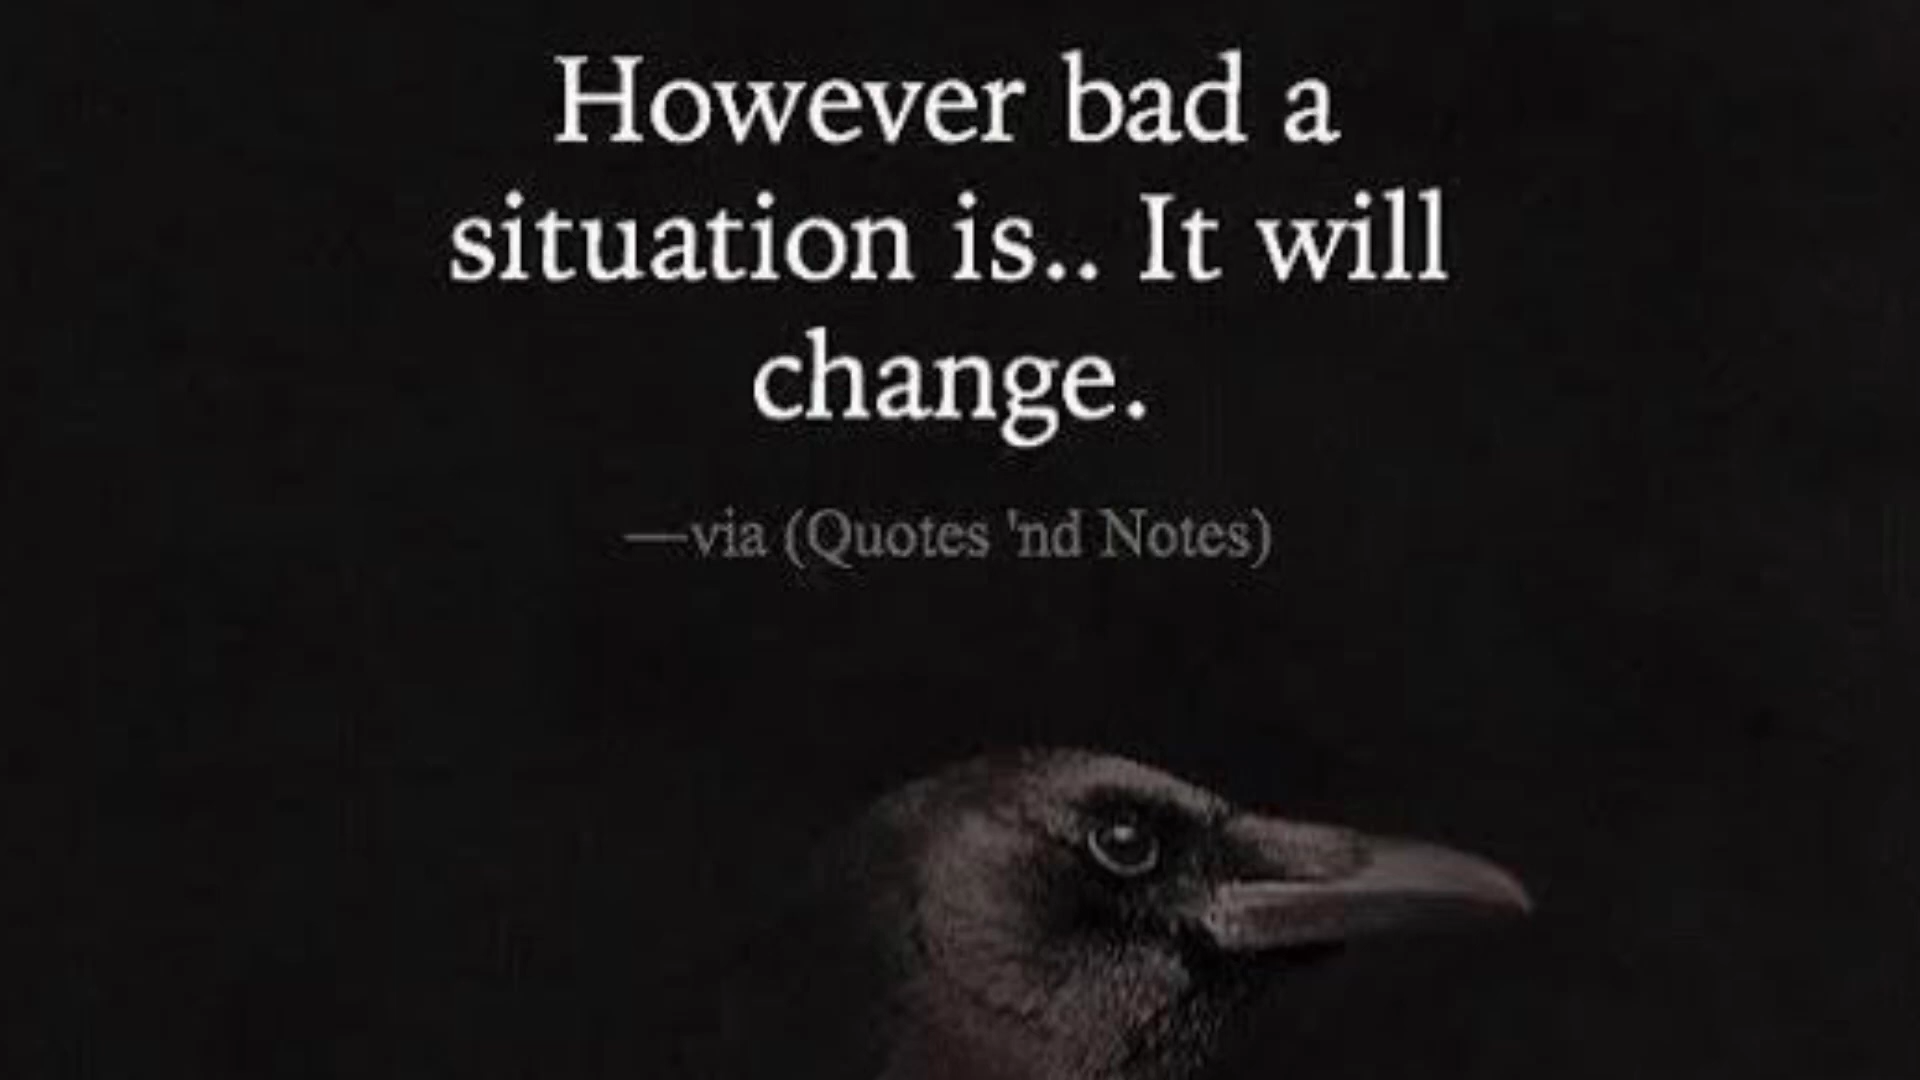 However bad a
situation is.. It will
change.
—via (Quotes 'nd Notes)